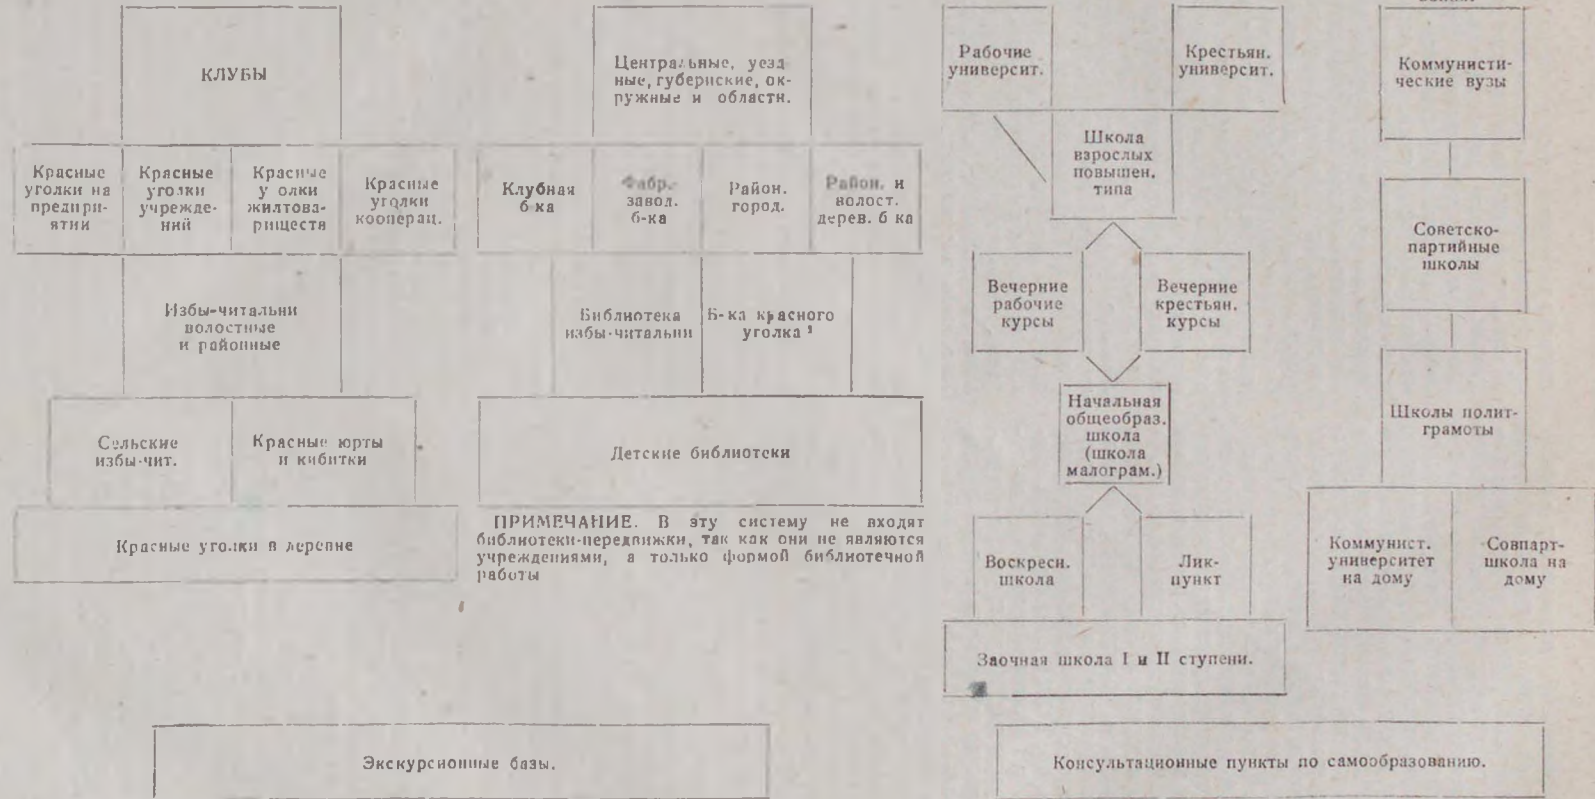 КЛУБЫ
Красные
уголки на
предпри-
ятии
Красные
уголки
учрежде-
ний
Красные
у олки
жилтова-
риществ
Красные
уголки
кооперац.
Избы-читальни
волостные
и районные
Сельские
избы-чит.
Красные юрты
и кибитки
Красные уголки в деревне
Центральные, уезд
ные, губернские, ок-
ружные и областн.
Клубная
б ка
Фабр.
завод.
б-ка
Район.
город.
Район. и
волост.
дерев. б ка
Библиотека
избы-читальни
Б-ка красного
уголка
Детские библиотеки
ПРИМЕЧАНИЕ. В эту систему не входят
библиотеки-передвижки, так как они не являются
учреждениями, а только формой библиотечной
работы
Рабочие
университ.
Крестьян.
университ.
Школа
взрослых
повышен.
типа
Вечерние
рабочие
курсы
Вечерние
крестьян.
курсы
Начальная
общеобраз.
школа
(школа
малограм.)
Воскресн.
школа
Лик-
пункт
Заочная школа I и II ступени.
Коммунисти-
ческие вузы
Советско-
партийные
школы
Школы полит-
грамоты
Коммунист.
университет
на дому
Совпарт-
школа на
дому
Экскурсионные базы.
Консультационные пункты по самообразованию.